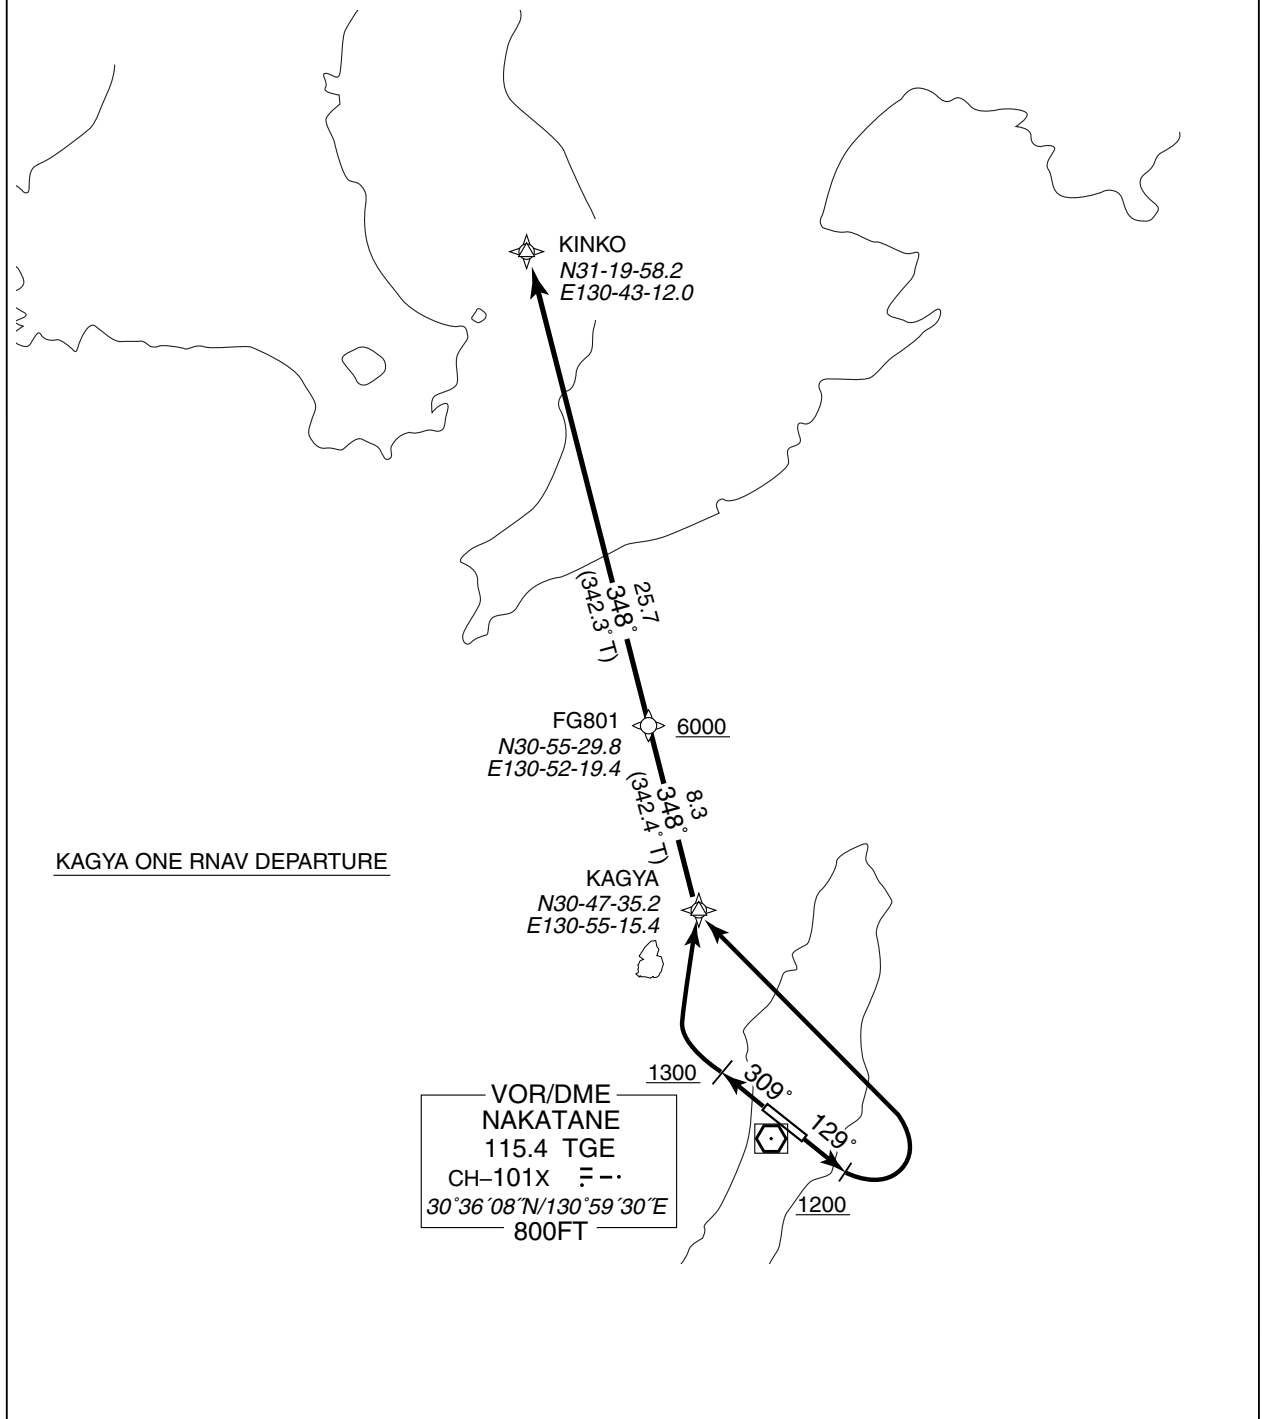 KINKO
N31-19-58.2
E130-43-12.0
25.7
348°
(342.3° T)
FG801
6000
N30-55-29.8
E130-52-19.4
8.3
348°
(342.4° T)
KAGYA ONE RNAV DEPARTURE
KAGYA
N30-47-35.2
E130-55-15.4
1300
309°
129°
1200
VOR/DME
NAKATANE
115.4 TGE
CH–101X
30°36´08˝N/130°59´30˝E
800FT